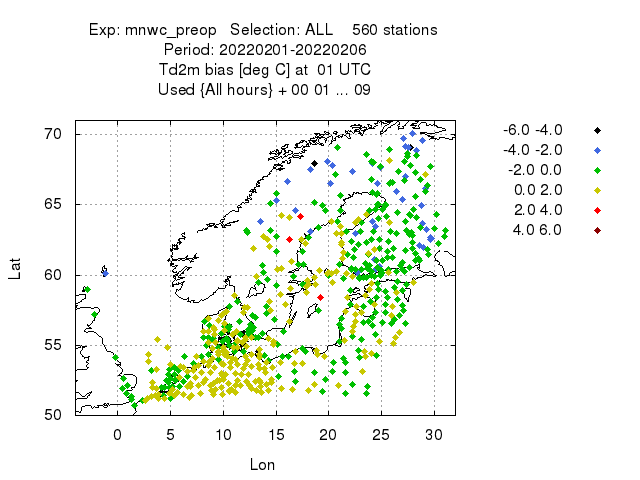 Exp: mnwc_preop Selection: ALL 560 stations
Period: 20220201-20220206
Td2m bias [deg C] at 01 UTC
Used {All hours} + 00 01 ... 09
-6.0 -4.0
-4.0 -2.0
-2.0 0.0
0.0 2.0
2.0 4.0
4.0 6.0
70
65
60
55
50
Lat
0 5 10 15 20 25 30
Lon